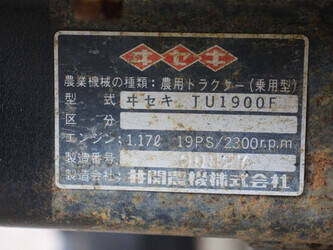 ヰセキ
農業機械の種類：農用トラクター（乗用型）
型式 ヰセキ TU1900F
区分
エンジン 1.17ℓ 19PS/2300r.p.m
製造番号
井関農機株式会社